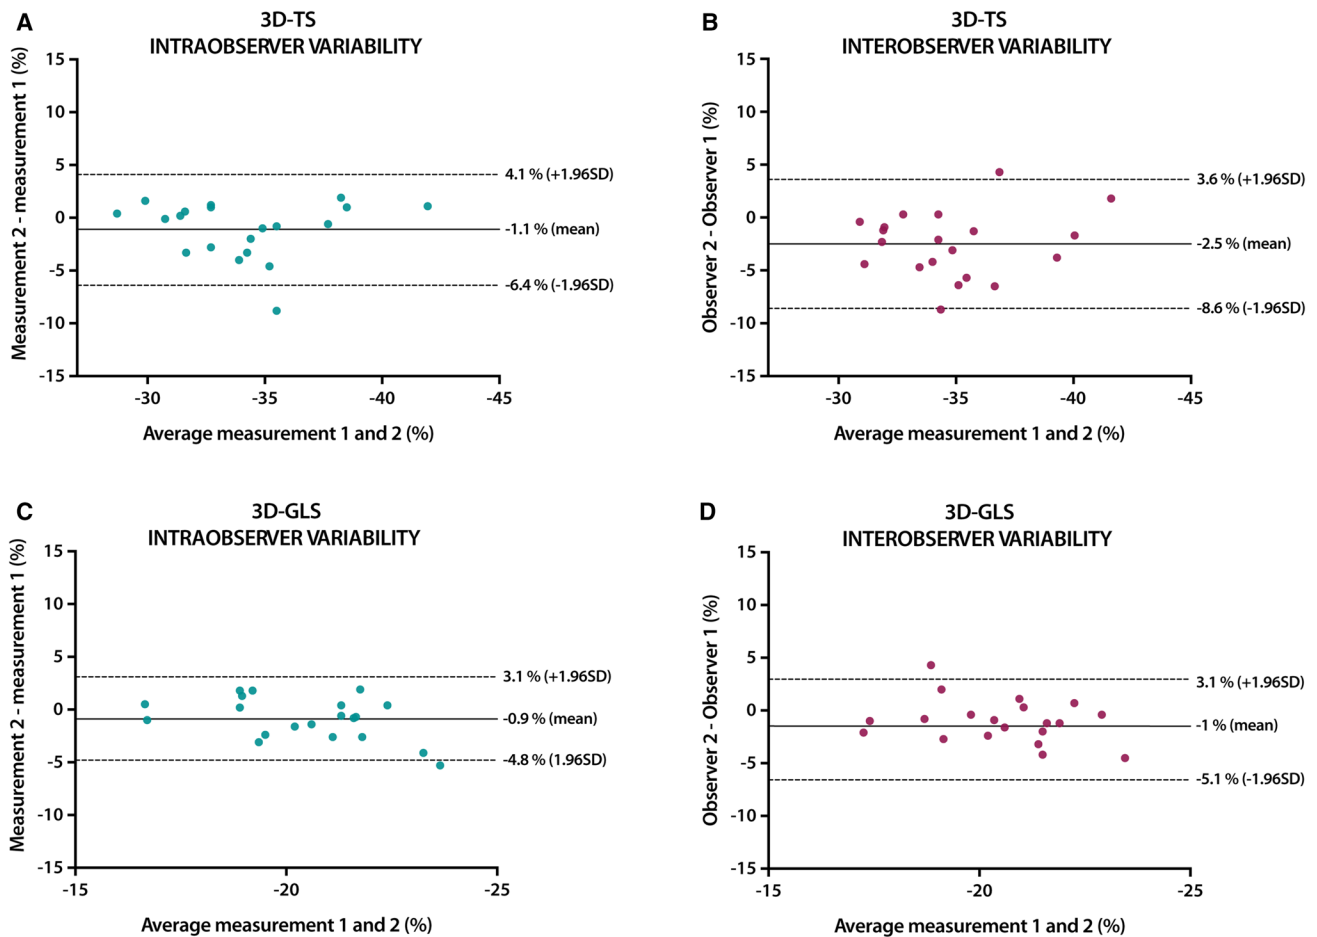 A
3D-TS
INTRAOBSERVER VARIABILITY
Measurement 2 - measurement 1 (%)
15
10
5
0
-5
-10
-15
4.1 % (+1.96SD)
-1.1 % (mean)
-6.4 % (-1.96SD)
-30
-35
-40
-45
Average measurement 1 and 2 (%)
B
3D-TS
INTEROBSERVER VARIABILITY
Observer 2 - Observer 1 (%)
15
10
5
0
-5
-10
-15
3.6 % (+1.96SD)
-2.5 % (mean)
-8.6 % (-1.96SD)
-30
-35
-40
-45
Average measurement 1 and 2 (%)
C
3D-GLS
INTRAOBSERVER VARIABILITY
Measurement 2 - measurement 1 (%)
15
10
5
0
-5
-10
-15
3.1 % (+1.96SD)
-0.9 % (mean)
-4.8 % (1.96SD)
-15
-20
-25
Average measurement 1 and 2 (%)
D
3D-GLS
INTEROBSERVER VARIABILITY
Observer 2 - Observer 1 (%)
15
10
5
0
-5
-10
-15
3.1 % (+1.96SD)
-1 % (mean)
-5.1 % (-1.96SD)
-15
-20
-25
Average measurement 1 and 2 (%)